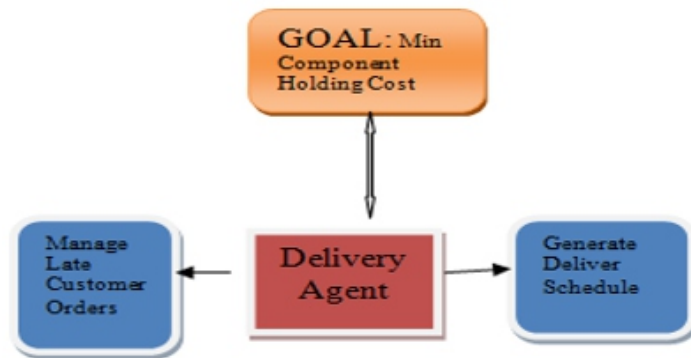 GOAL: Min
Component
Holding Cost
Manage
Late
Customer
Orders
Delivery
Agent
Generate
Deliver
Schedule